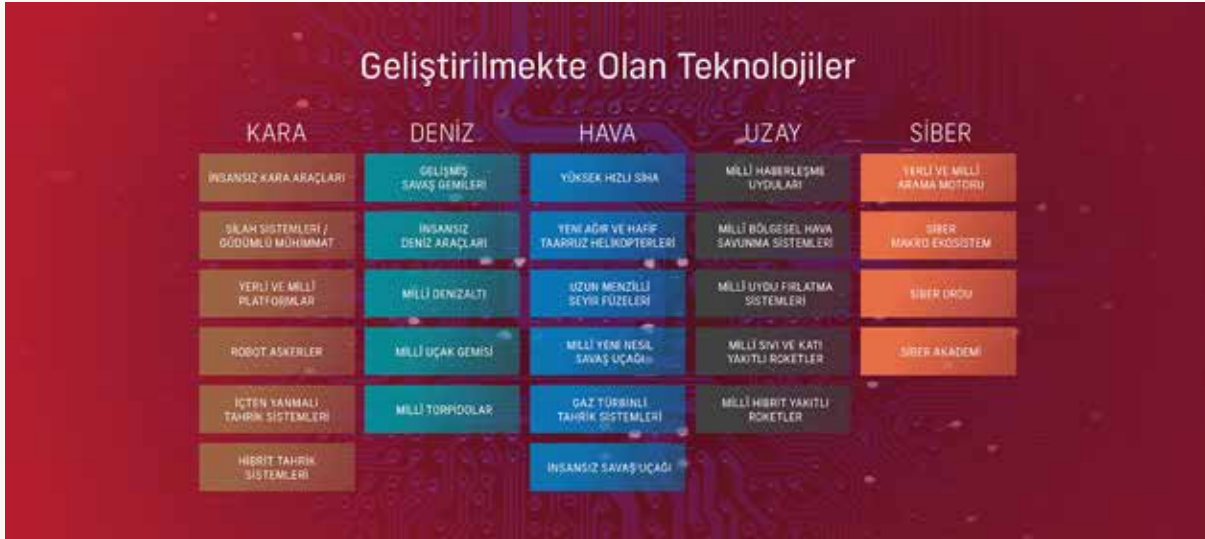 Geliştirilmekte Olan Teknolojiler
KARA
İNSANSIZ KARA ARAÇLARI
SİLAH SİSTEMLERİ /
GÜDÜMLÜ MÜHİMMAT
YERLİ VE MİLLİ
PLATFORMLAR
ROBOT ASKERLER
İÇTEN YANMALI
TAHRİK SİSTEMLERİ
HİBRİT TAHRİK
SİSTEMLERİ
DENİZ
GELİŞMİŞ
SAVAŞ GEMİLERİ
İNSANSIZ
DENİZ ARAÇLARI
MİLLİ DENİZALTI
MİLLİ UÇAK GEMİSİ
MİLLİ TORPİDOLAR
HAVA
YÜKSEK HIZLI SİHA
YENİ AĞIR VE HAFİF
TAARRUZ HELİKOPTERLERİ
UZUN MENZİLLİ
SEYİR FÜZELERİ
MİLLİ YENİ NESİL
SAVAŞ UÇAĞI
GAZ TÜRBİNLİ
TAHRİK SİSTEMLERİ
İNSANSIZ SAVAŞ UÇAĞI
UZAY
MİLLİ HABERLEŞME
UYDULARI
MİLLİ BÖLGESEL HAVA
SAVUNMA SİSTEMLERİ
MİLLİ UYDU FIRLATMA
SİSTEMLERİ
MİLLİ SIVI VE KATI
YAKITLI ROKETLER
MİLLİ HİBRİT YAKITLI
ROKETLER
SİBER
YERLİ VE MİLLİ
ARAMA MOTORU
SİBER
MAKRO EKOSİSTEM
SİBER ORDU
SİBER AKADEMİ